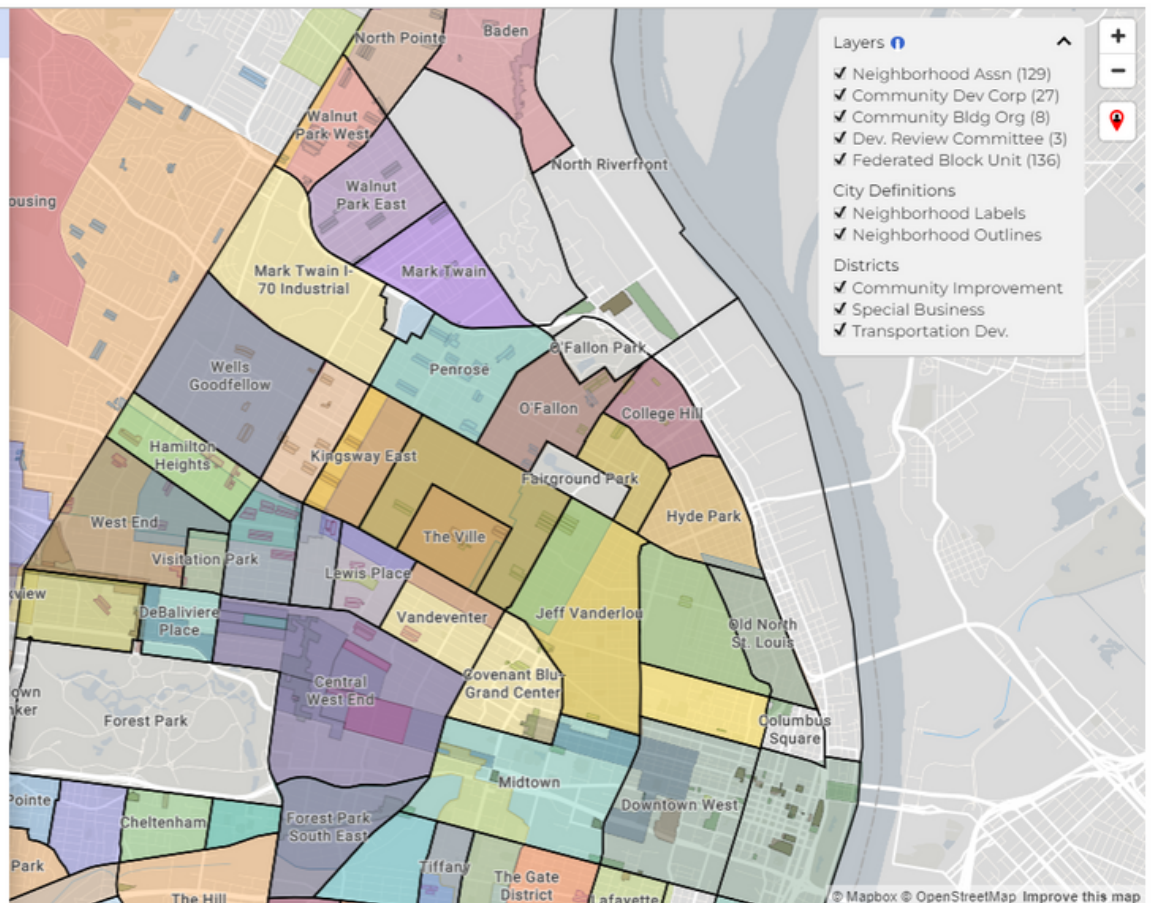 North Pointe
Baden
Walnut
Park West
North Riverfront
Walnut
Park East
ousing
Mark Twain I-
70 Industrial
Mark Twain
O'Fallon Park
Penrose
Wells
Goodfellow
O'Fallon
College Hill
Hamilton
Heights
Kingsway East
Fairground Park
Hyde Park
West End
The Ville
Visitation Park
Lewis Place
kview
DeBaliviere
Place
Vandeventer
Jeff Vanderlou
Old North
St. Louis
Covenant Blu-
Grand Center
Central
West End
own
nker
Forest Park
Columbus
Square
Midtown
Downtown West
Pointe
Cheltenham
Forest Park
South East
Park
Tiffany
The Gate
District
The Hill
Lafayette
Layers
Neighborhood Assn (129)
Community Dev Corp (27)
Community Bldg Org (8)
Dev. Review Committee (3)
Federated Block Unit (136)
City Definitions
Neighborhood Labels
Neighborhood Outlines
Districts
Community Improvement
Special Business
Transportation Dev.
+
−
© Mapbox © OpenStreetMap Improve this map